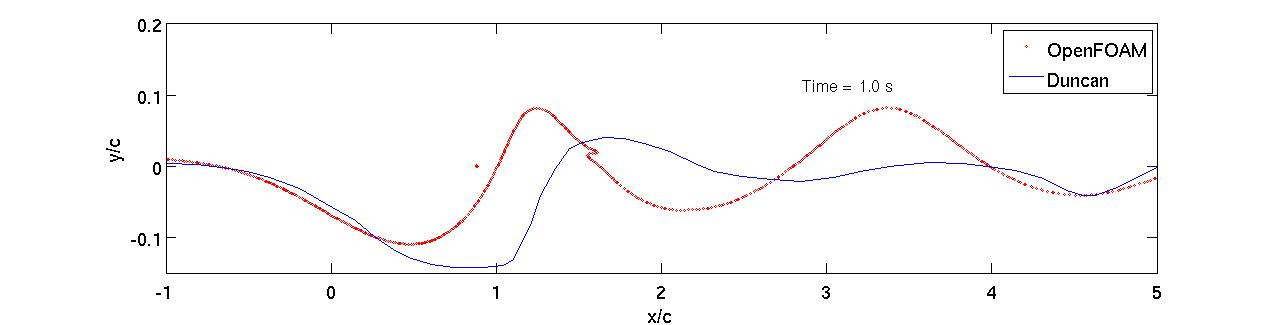 0.2
0.1
0
-0.1
y/c
-1
0
1
2
3
4
5
x/c
Time = 1.0 s
OpenFOAM
Duncan